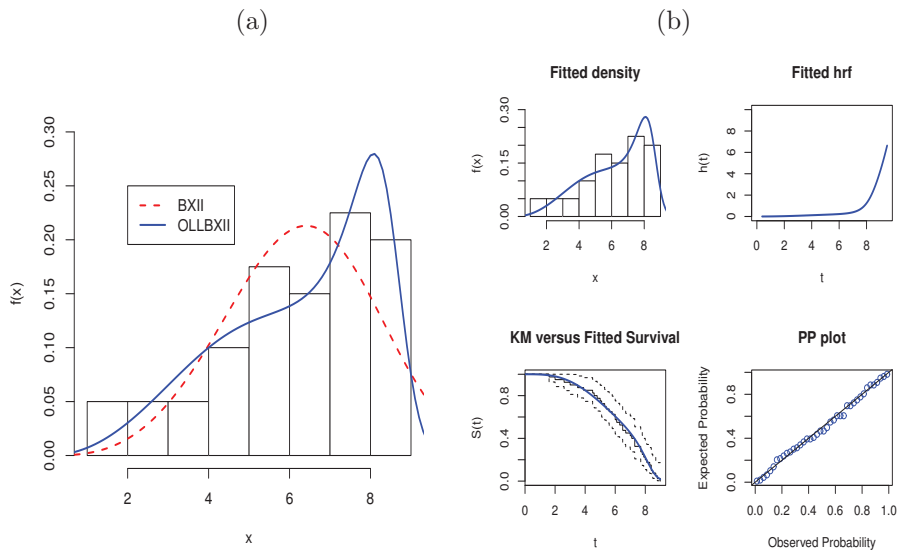 (a)
0.30
0.25
0.20
0.15
0.10
0.05
0.00
f(x)
BXII
OLLBXII
2 4 6 8
x
(b)
Fitted density
0.30
0.15
0.00
f(x)
2 4 6 8
x
Fitted hrf
8
6
4
2
0
h(t)
0 2 4 6 8
t
KM versus Fitted Survival
0.8
0.4
0.0
S(t)
0 2 4 6 8
t
PP plot
0.8
0.4
0.0
Expected Probability
0.0 0.2 0.4 0.6 0.8 1.0
Observed Probability